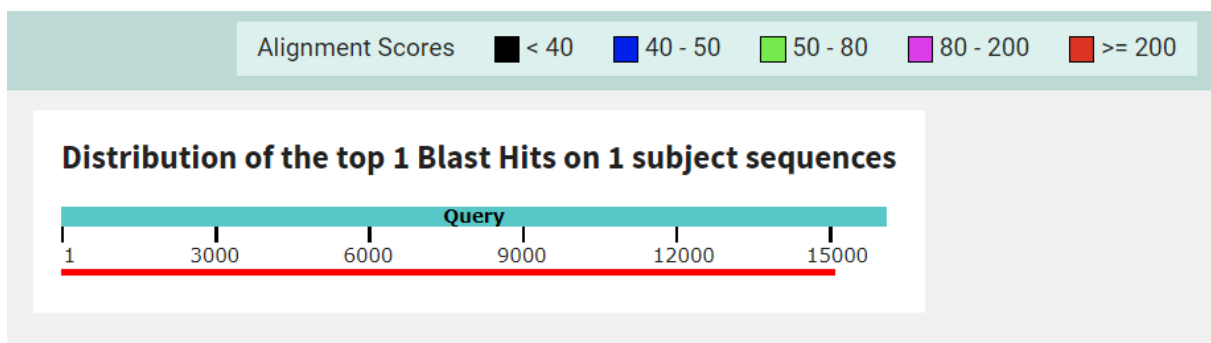 Alignment Scores < 40 40 - 50 50 - 80 80 - 200 >= 200
Distribution of the top 1 Blast Hits on 1 subject sequences
Query
1 3000 6000 9000 12000 15000